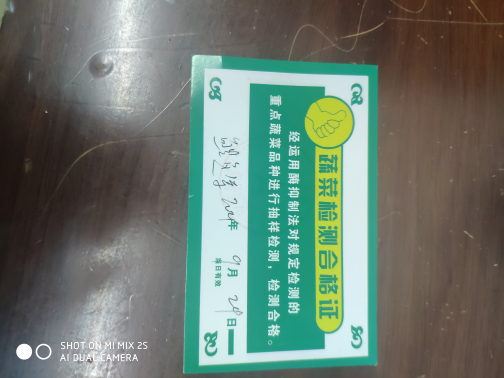 蔬菜检测合格证
经运用酶抑制法对规定检测的
重点蔬菜品种进行抽样检测，检测合格。
年 9月 29日
当日有效
SHOT ON MI MIX 2S
AI DUAL CAMERA